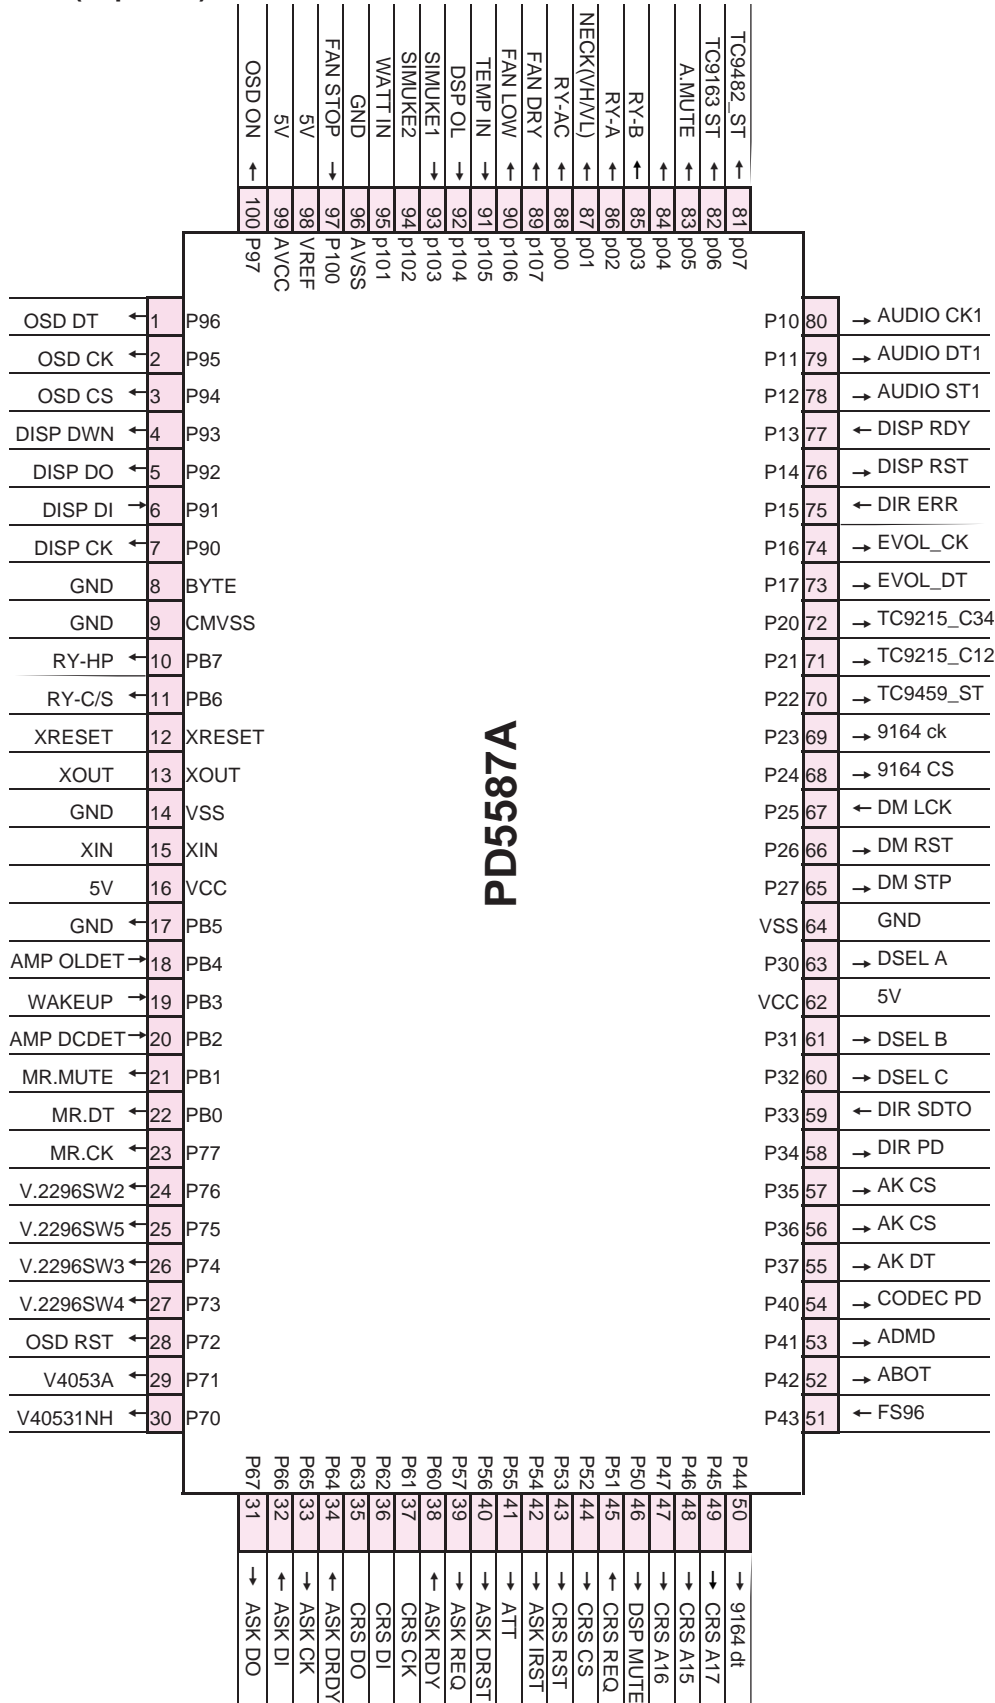 OSD ON
5V
5V
FAN STOP
GND
WATT IN
SIMUKE2
SIMUKE1
DSP OL
TEMP IN
FAN LOW
FAN DRY
RY-AC
NECK(VH/VL)
RY-A
RY-B
A.MUTE
TC9163 ST
TC9482_ST
← 100 P97
99 AVCC
98 VREF
→ 97 P100
96 AVSS
95 p101
94 p102
→ 93 p103
→ 92 p104
→ 91 p105
← 90 p106
← 89 p107
← 88 p00
← 87 p01
← 86 p02
← 85 p03
← 84 p04
← 83 p05
← 82 p06
← 81 p07
OSD DT ← 1 P96
OSD CK ← 2 P95
OSD CS ← 3 P94
DISP DWN ← 4 P93
DISP DO ← 5 P92
DISP DI → 6 P91
DISP CK ← 7 P90
GND 8 BYTE
GND 9 CMVSS
RY-HP ← 10 PB7
RY-C/S ← 11 PB6
XRESET 12 XRESET
XOUT 13 XOUT
GND 14 VSS
XIN 15 XIN
5V 16 VCC
GND ← 17 PB5
AMP OLDET → 18 PB4
WAKEUP → 19 PB3
AMP DCDET → 20 PB2
MR.MUTE ← 21 PB1
MR.DT ← 22 PB0
MR.CK ← 23 P77
V.2296SW2 ← 24 P76
V.2296SW5 ← 25 P75
V.2296SW3 ← 26 P74
V.2296SW4 ← 27 P73
OSD RST ← 28 P72
V4053A ← 29 P71
V40531NH ← 30 P70
PD5587A
P10 80 → AUDIO CK1
P11 79 → AUDIO DT1
P12 78 → AUDIO ST1
P13 77 ← DISP RDY
P14 76 → DISP RST
P15 75 ← DIR ERR
P16 74 → EVOL_CK
P17 73 → EVOL_DT
P20 72 → TC9215_C34
P21 71 → TC9215_C12
P22 70 → TC9459_ST
P23 69 → 9164 ck
P24 68 → 9164 CS
P25 67 ← DM LCK
P26 66 → DM RST
P27 65 → DM STP
VSS 64 GND
P30 63 → DSEL A
VCC 62 5V
P31 61 → DSEL B
P32 60 → DSEL C
P33 59 ← DIR SDTO
P34 58 → DIR PD
P35 57 → AK CS
P36 56 → AK CS
P37 55 → AK DT
P40 54 → CODEC PD
P41 53 → ADMD
P42 52 → ABOT
P43 51 ← FS96
P67 31 → ASK DO
P66 32 ← ASK DI
P65 33 → ASK CK
P64 34 ← ASK DRDY
P63 35 CRS DO
P62 36 CRS DI
P61 37 CRS CK
P60 38 ← ASK RDY
P57 39 → ASK REQ
P56 40 → ASK DRST
P55 41 → ATT
P54 42 → ASK IRST
P53 43 → CRS RST
P52 44 → CRS CS
P51 45 ← CRS REQ
P50 46 → DSP MUTE
P47 47 → CRS A16
P46 48 → CRS A15
P45 49 → CRS A17
P44 50 → 9164 dt